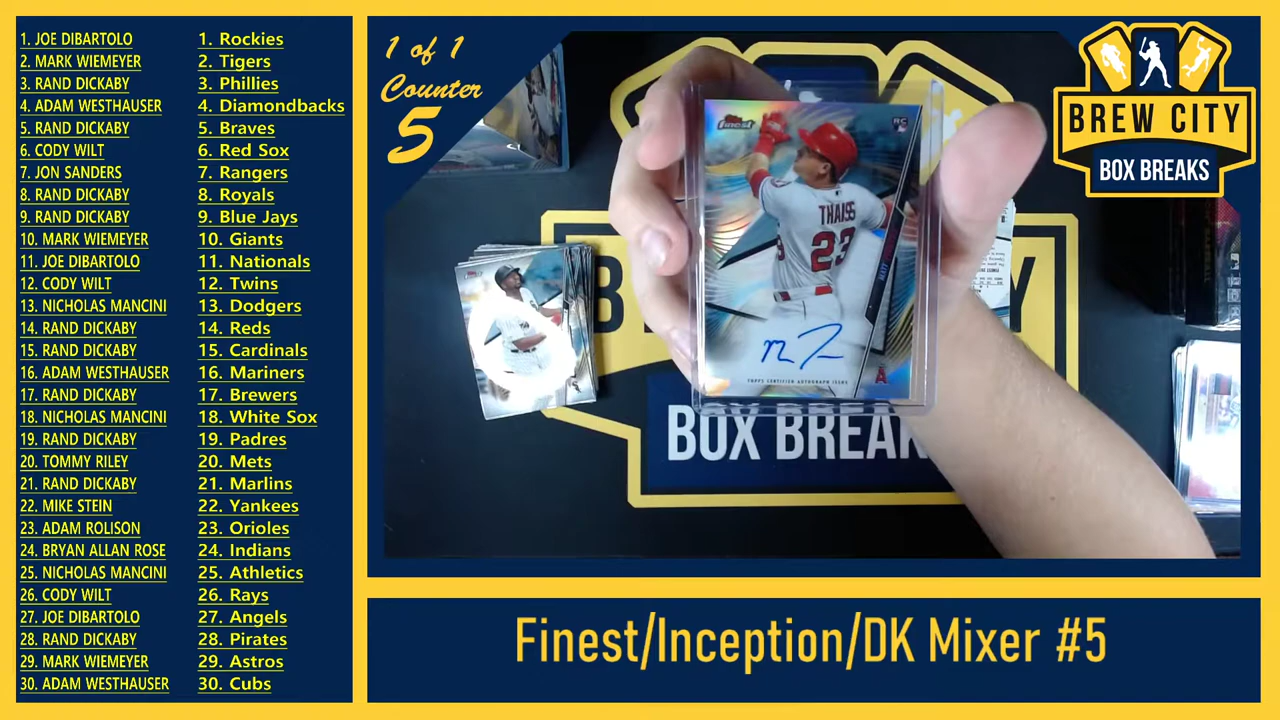 1. JOE DIBARTOLO 1. Rockies
2. MARK WIEMEYER 2. Tigers
3. RAND DICKABY 3. Phillies
4. ADAM WESTHAUSER 4. Diamondbacks
5. RAND DICKABY 5. Braves
6. CODY WILT 6. Red Sox
7. JON SANDERS 7. Rangers
8. RAND DICKABY 8. Royals
9. RAND DICKABY 9. Blue Jays
10. MARK WIEMEYER 10. Giants
11. JOE DIBARTOLO 11. Nationals
12. CODY WILT 12. Twins
13. NICHOLAS MANCINI 13. Dodgers
14. RAND DICKABY 14. Reds
15. RAND DICKABY 15. Cardinals
16. ADAM WESTHAUSER 16. Mariners
17. RAND DICKABY 17. Brewers
18. NICHOLAS MANCINI 18. White Sox
19. RAND DICKABY 19. Padres
20. TOMMY RILEY 20. Mets
21. RAND DICKABY 21. Marlins
22. MIKE STEIN 22. Yankees
23. ADAM ROLISON 23. Orioles
24. BRYAN ALLAN ROSE 24. Indians
25. NICHOLAS MANCINI 25. Athletics
26. CODY WILT 26. Rays
27. JOE DIBARTOLO 27. Angels
28. RAND DICKABY 28. Pirates
29. MARK WIEMEYER 29. Astros
30. ADAM WESTHAUSER 30. Cubs
1 of 1
Counter
5
finest
RC
THAISS
23
TOPPS CERTIFIED AUTOGRAPH ISSUE
A
BOX BREAK
BREW CITY
BOX BREAKS
Finest/Inception/DK Mixer #5